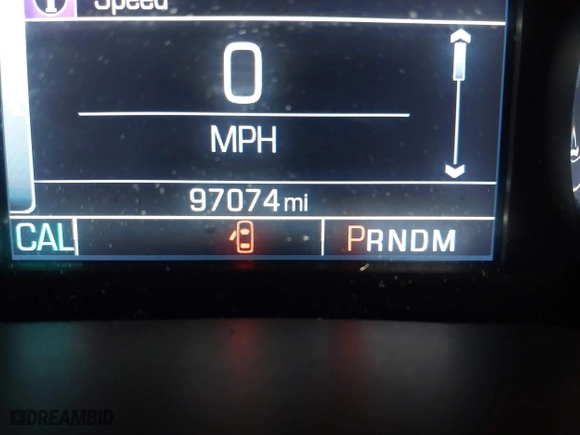 Speed
0
MPH
97074 mi
CAL
PRNDM
DREAMBID